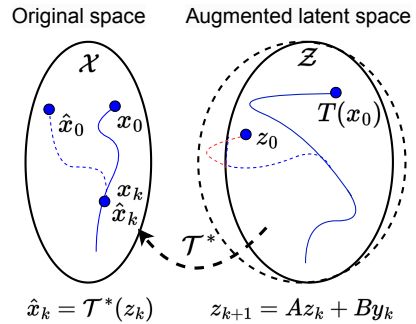 Original space
Augmented latent space
𝒳
𝒵
x̂₀
x₀
T(x₀)
z₀
xₖ
x̂ₖ
𝒯*
x̂ₖ = 𝒯*(zₖ)
zₖ₊₁ = Azₖ + Byₖ